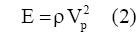 E = ρ V_p^2 (2)